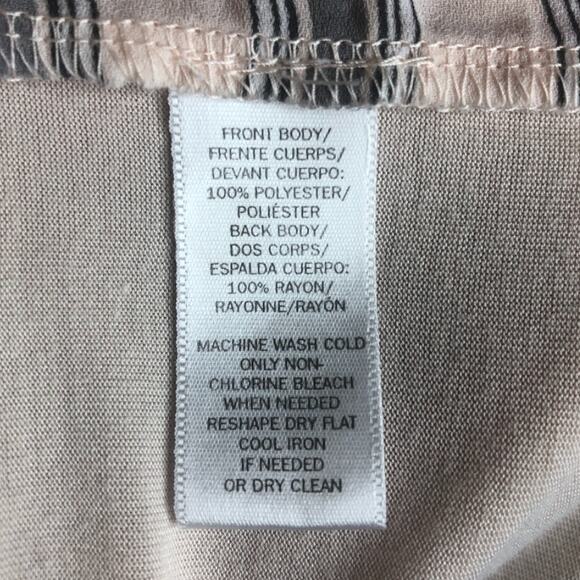 FRONT BODY/
FRENTE CUERPS/
DEVANT CUERPO:
100% POLYESTER/
POLIÉSTER
BACK BODY/
DOS CORPS/
ESPALDA CUERPO:
100% RAYON/
RAYONNE/RAYÓN
MACHINE WASH COLD
ONLY NON-
CHLORINE BLEACH
WHEN NEEDED
RESHAPE DRY FLAT
COOL IRON
IF NEEDED
OR DRY CLEAN